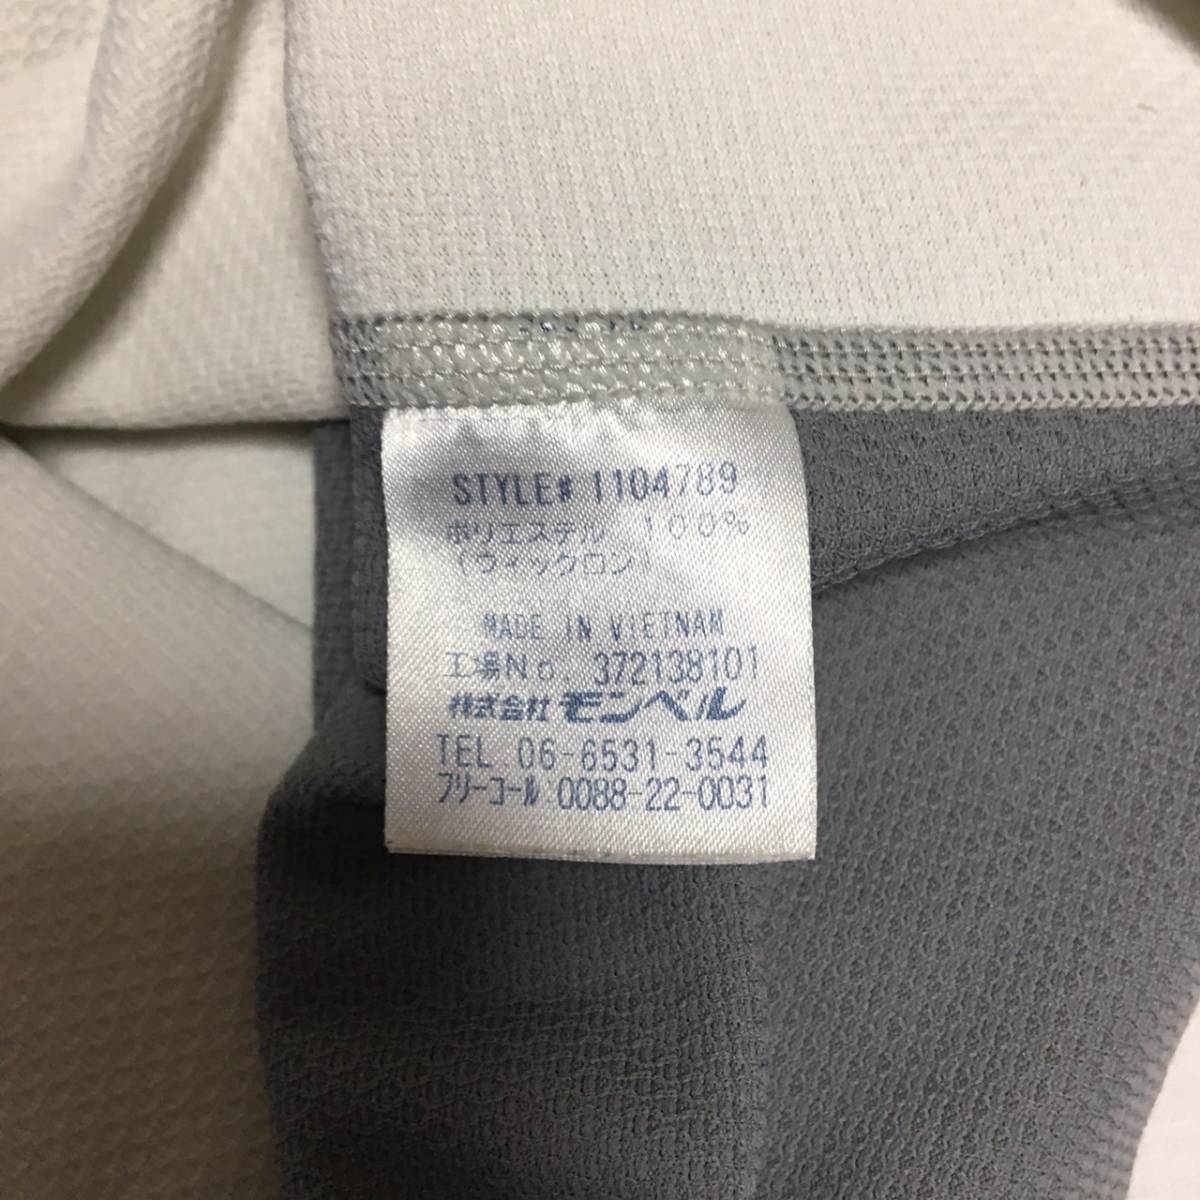 STYLE# 1104789
ポリエステル 100%
(ウィックロン)
MADE IN VIETNAM
工場No. 372138101
株式会社 モンベル
TEL 06-6531-3544
フリーコール 0088-22-0031